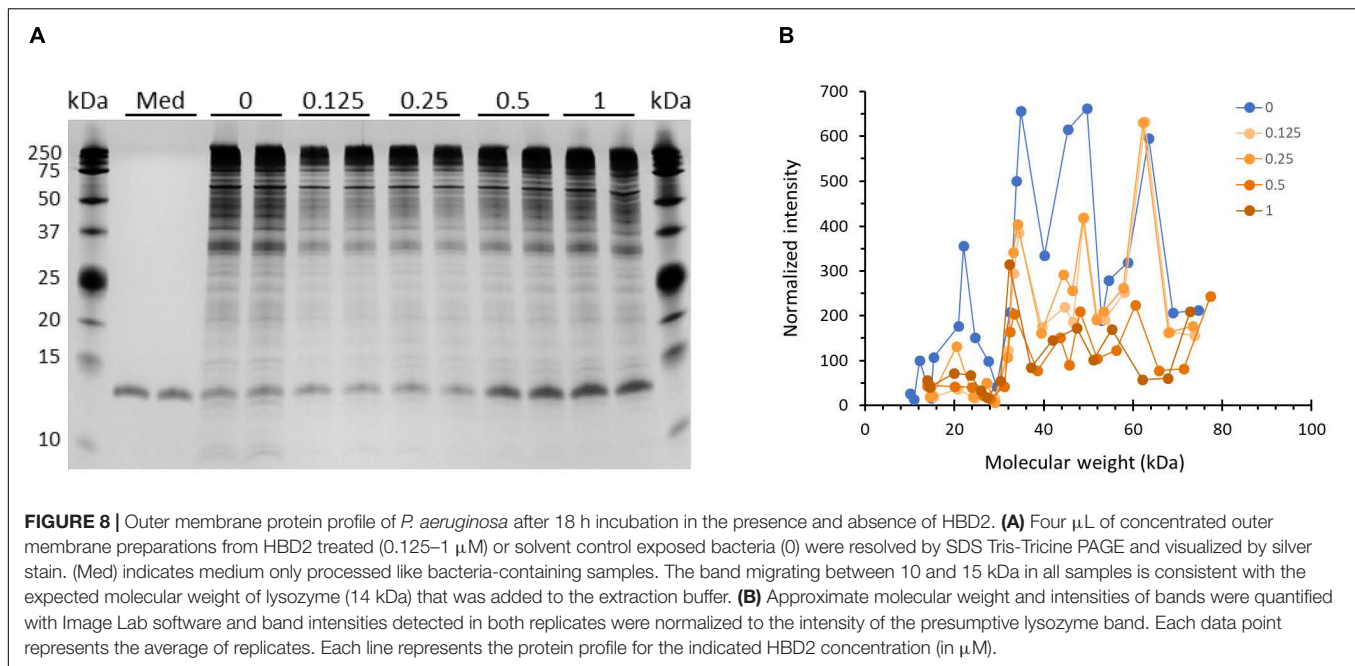 A
kDa Med 0 0.125 0.25 0.5 1 kDa
250
75
50
37
25
20
15
10
B
Normalized intensity
700
600
500
400
300
200
100
0
0 20 40 60 80 100
Molecular weight (kDa)
0
0.125
0.25
0.5
1
FIGURE 8 | Outer membrane protein profile of P. aeruginosa after 18 h incubation in the presence and absence of HBD2. (A) Four μL of concentrated outer
membrane preparations from HBD2 treated (0.125–1 μM) or solvent control exposed bacteria (0) were resolved by SDS Tris-Tricine PAGE and visualized by silver
stain. (Med) indicates medium only processed like bacteria-containing samples. The band migrating between 10 and 15 kDa in all samples is consistent with the
expected molecular weight of lysozyme (14 kDa) that was added to the extraction buffer. (B) Approximate molecular weight and intensities of bands were quantified
with Image Lab software and band intensities detected in both replicates were normalized to the intensity of the presumptive lysozyme band. Each data point
represents the average of replicates. Each line represents the protein profile for the indicated HBD2 concentration (in μM).